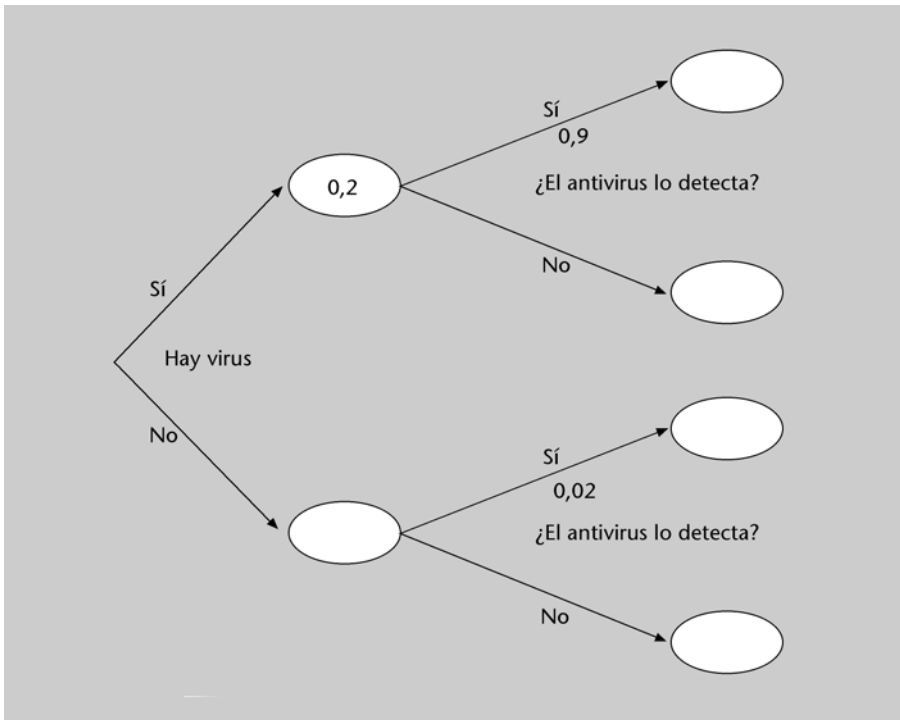 Sí
0,9
0,2
¿El antivirus lo detecta?
No
Sí
Hay virus
No
Sí
0,02
¿El antivirus lo detecta?
No